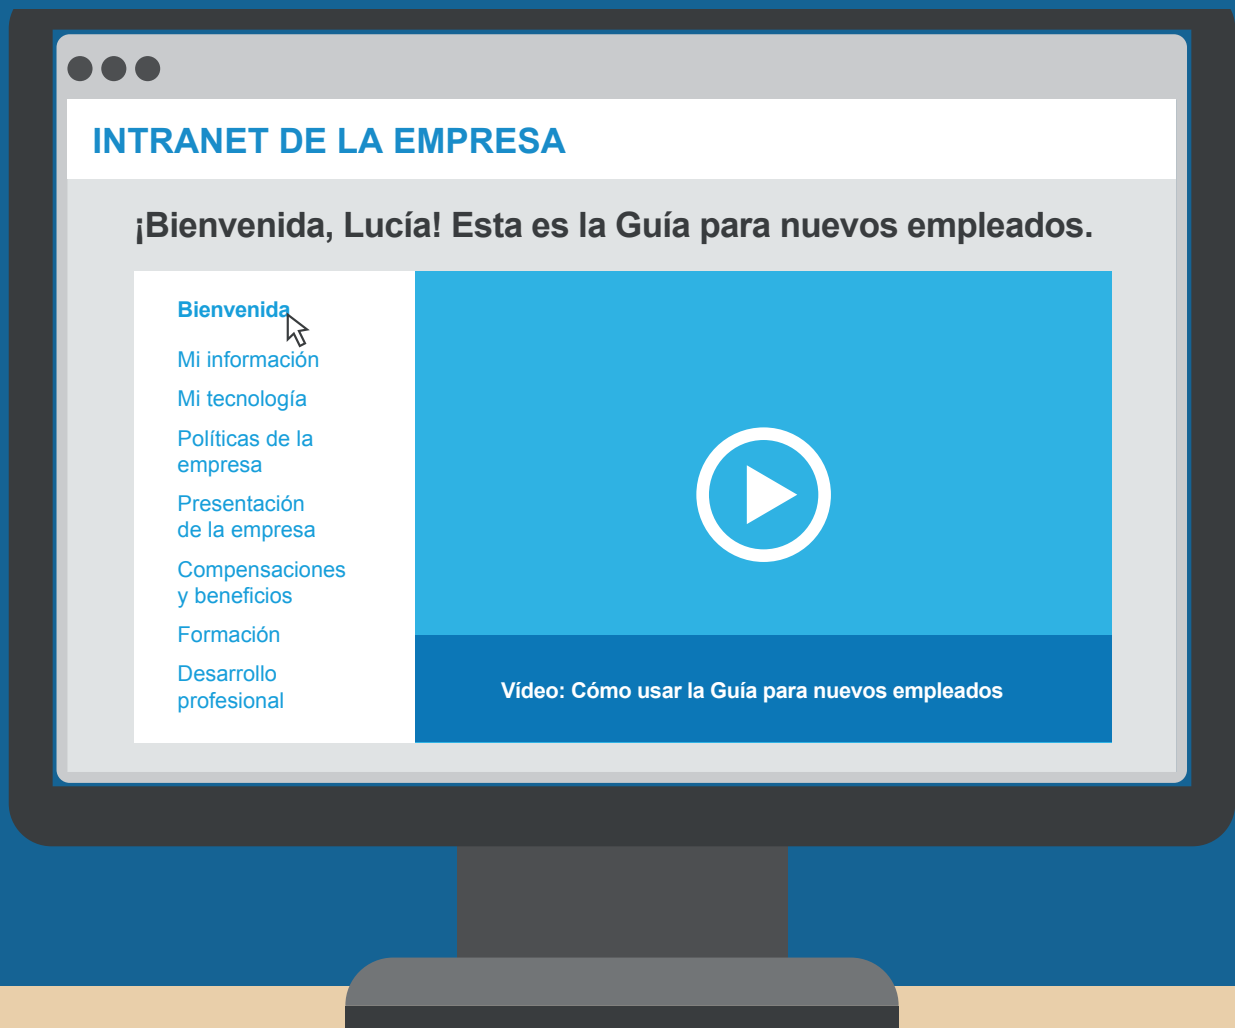 INTRANET DE LA EMPRESA
¡Bienvenida, Lucía! Esta es la Guía para nuevos empleados.
Bienvenida
Mi información
Mi tecnología
Políticas de la
empresa
Presentación
de la empresa
Compensaciones
y beneficios
Formación
Desarrollo
profesional
Vídeo: Cómo usar la Guía para nuevos empleados